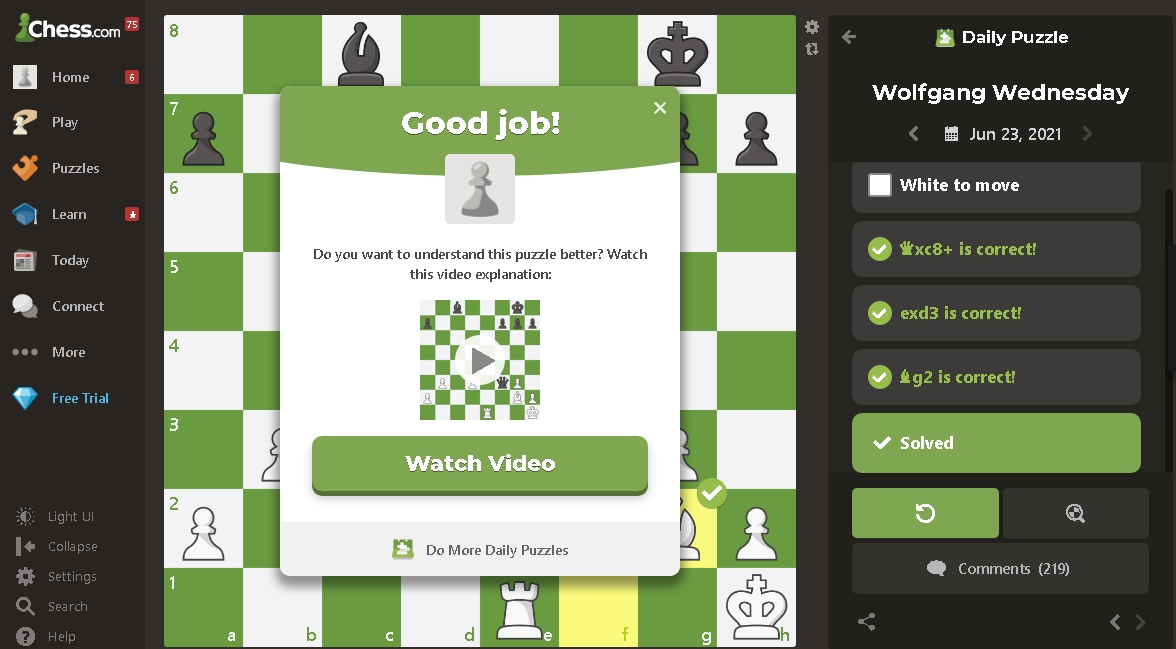 Chess.com
75
Home
6
Play
Puzzles
Learn
Today
Connect
More
Free Trial
Light UI
Collapse
Settings
Search
Help
8
7
6
5
4
3
2
1
a
b
c
d
e
f
g
h
Good job!
Do you want to understand this puzzle better? Watch
this video explanation:
Watch Video
Do More Daily Puzzles
Daily Puzzle
Wolfgang Wednesday
Jun 23, 2021
White to move
♛xc8+ is correct!
exd3 is correct!
♝g2 is correct!
Solved
Comments (219)